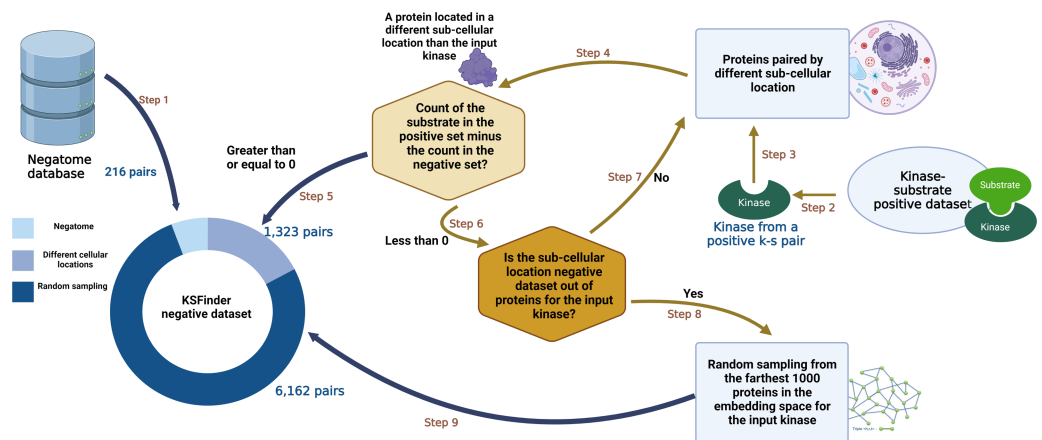 A protein located in a
different sub-cellular
location than the input
kinase
Step 4
Proteins paired by
different sub-cellular
location
Step 1
Negatome
database
216 pairs
Greater than
or equal to 0
Count of the
substrate in the
positive set minus
the count in the
negative set?
Step 5
Step 7
No
Step 3
Kinase
Step 2
Kinase from a
positive k-s pair
Kinase-
substrate
positive dataset
Substrate
Kinase
Step 6
Less than 0
Negatome
Different cellular
locations
Random sampling
1,323 pairs
KSFinder
negative dataset
6,162 pairs
Is the sub-cellular
location negative
dataset out of
proteins for the input
kinase?
Yes
Step 8
Random sampling from
the farthest 1000
proteins in the
embedding space for
the input kinase
Step 9